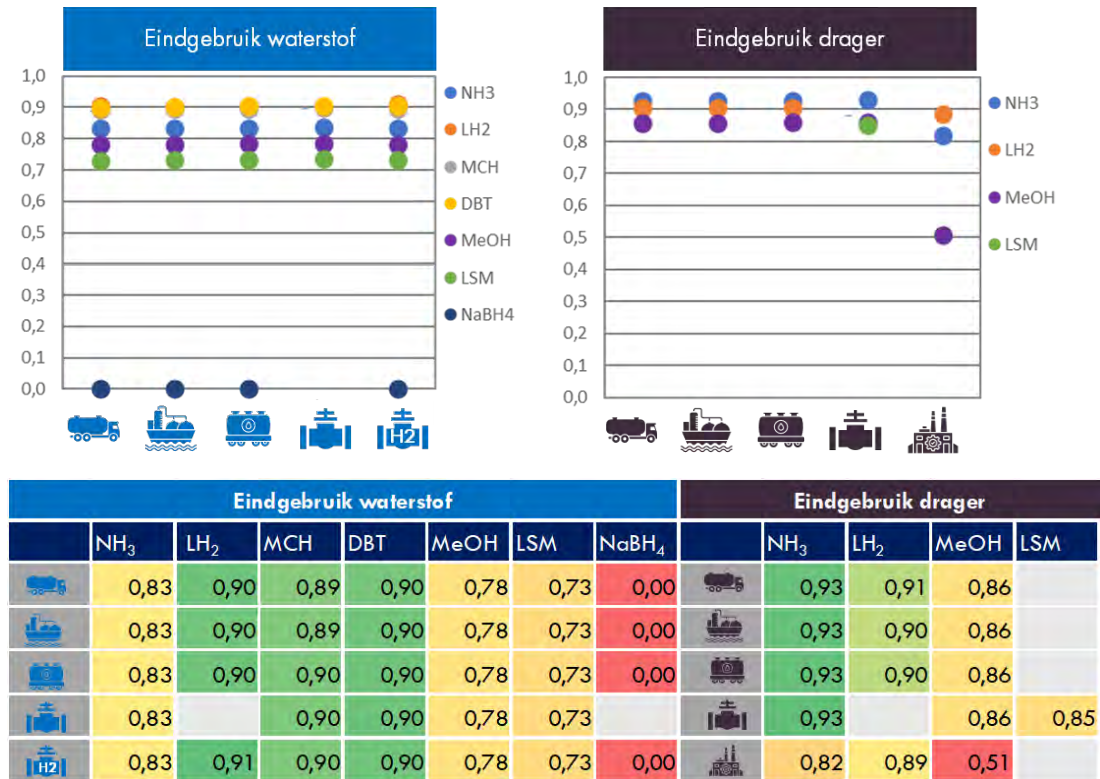 Eindgebruik waterstof
1,0
0,9
0,8
0,7
0,6
0,5
0,4
0,3
0,2
0,1
0,0
NH3
LH2
MCH
DBT
MeOH
LSM
NaBH4
H2
Eindgebruik drager
1,0
0,9
0,8
0,7
0,6
0,5
0,4
0,3
0,2
0,1
0,0
NH3
LH2
MeOH
LSM
Eindgebruik waterstof Eindgebruik drager
NH₃ LH₂ MCH DBT MeOH LSM NaBH₄ NH₃ LH₂ MeOH LSM
0,83 0,90 0,89 0,90 0,78 0,73 0,00 0,93 0,91 0,86
0,83 0,90 0,89 0,90 0,78 0,73 0,00 0,93 0,90 0,86
0,83 0,90 0,90 0,90 0,78 0,73 0,00 0,93 0,90 0,86
0,83 0,90 0,90 0,78 0,73 0,93 0,86 0,85
H2 0,83 0,91 0,90 0,90 0,78 0,73 0,00 0,82 0,89 0,51